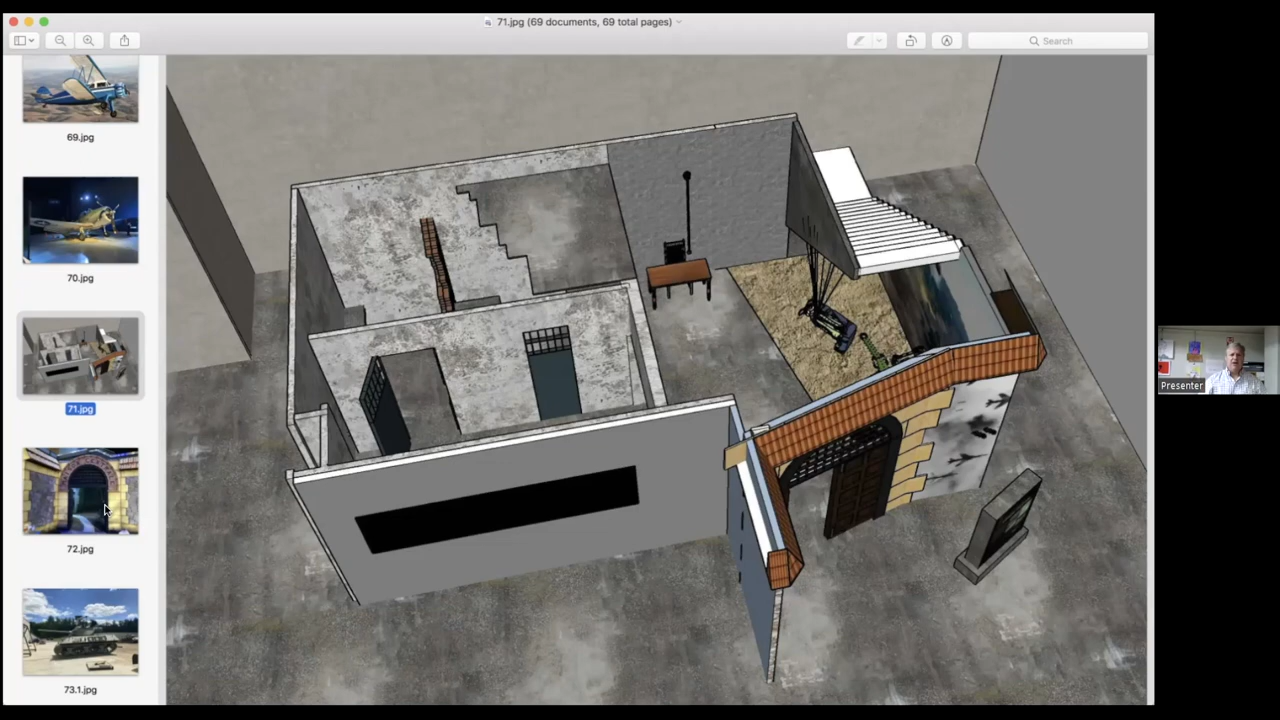 71.jpg (69 documents, 69 total pages)
Search
69.jpg
70.jpg
71.jpg
72.jpg
73.1.jpg
Presenter